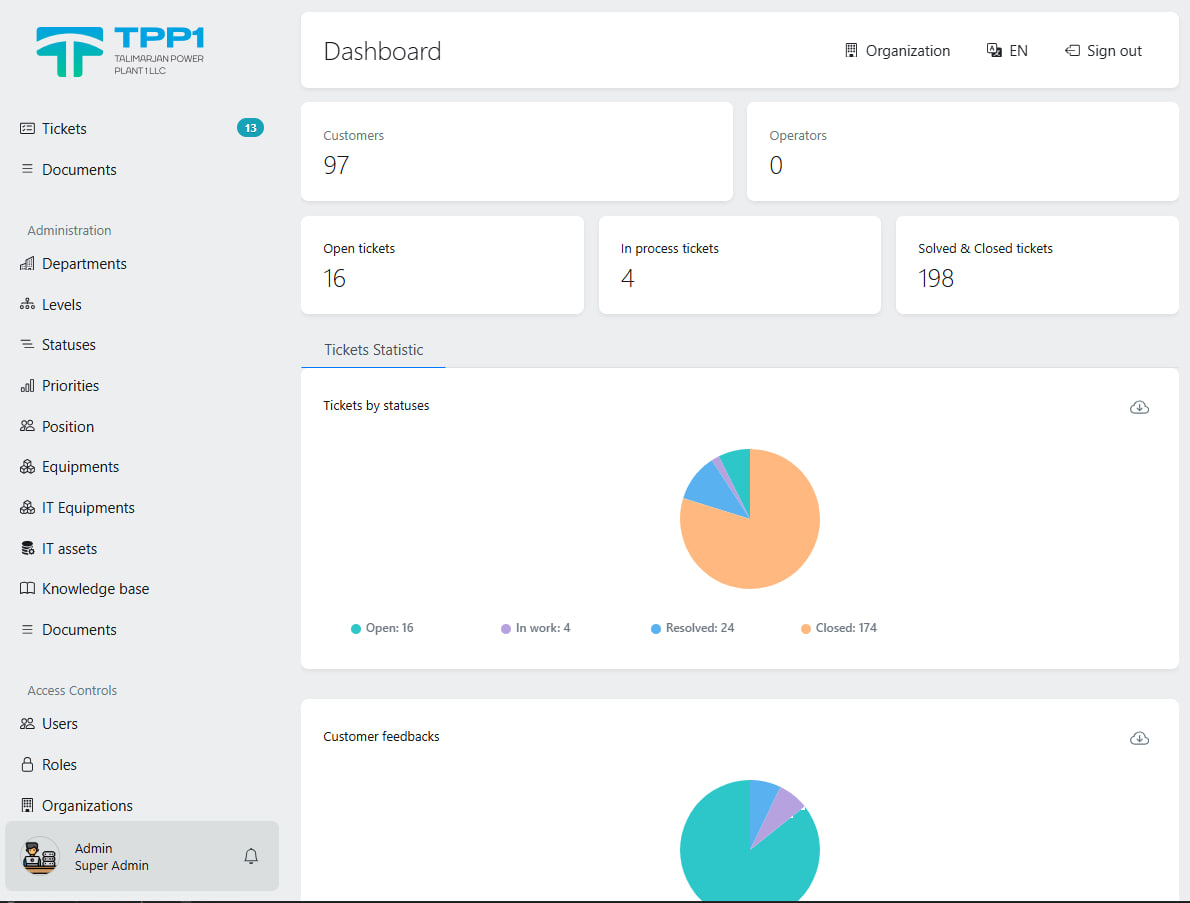 TPP1
TALIMARJAN POWER
PLANT 1 LLC
Tickets 13
Documents
Administration
Departments
Levels
Statuses
Priorities
Position
Equipments
IT Equipments
IT assets
Knowledge base
Documents
Access Controls
Users
Roles
Organizations
Admin
Super Admin
Dashboard
Organization
EN
Sign out
Customers
97
Operators
0
Open tickets
16
In process tickets
4
Solved & Closed tickets
198
Tickets Statistic
Tickets by statuses
Open: 16
In work: 4
Resolved: 24
Closed: 174
Customer feedbacks